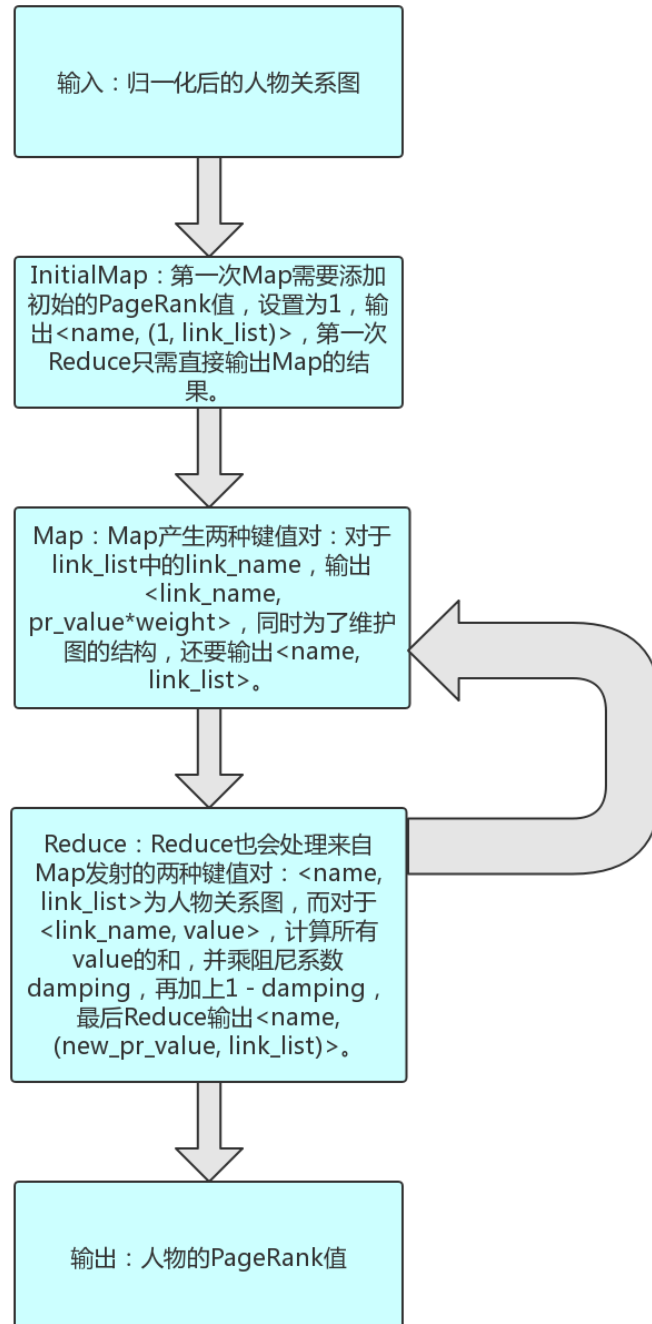 输入：归一化后的人物关系图
InitialMap：第一次Map需要添加
初始的PageRank值，设置为1，输
出<name, (1, link_list)>，第一次
Reduce只需直接输出Map的结
果。
Map：Map产生两种键值对：对于
link_list中的link_name，输出
<link_name,
pr_value*weight>，同时为了维护
图的结构，还要输出<name,
link_list>。
Reduce：Reduce也会处理来自
Map发射的两种键值对：<name,
link_list>为人物关系图，而对于
<link_name, value>，计算所有
value的和，并乘阻尼系数
damping，再加上1 - damping，
最后Reduce输出<name,
(new_pr_value, link_list)>。
输出：人物的PageRank值